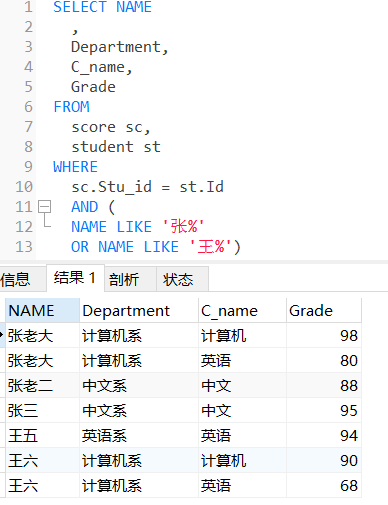 1 SELECT NAME
2 ,
3 Department,
4 C_name,
5 Grade
6 FROM
7 score sc,
8 student st
9 WHERE
10 sc.Stu_id = st.Id
11 AND (
12 NAME LIKE '张%'
13 OR NAME LIKE '王%')
信息 结果 1 剖析 状态
NAME Department C_name Grade
张老大 计算机系 计算机 98
张老大 计算机系 英语 80
张老二 中文系 中文 88
张三 中文系 中文 95
王五 英语系 英语 94
王六 计算机系 计算机 90
王六 计算机系 英语 68